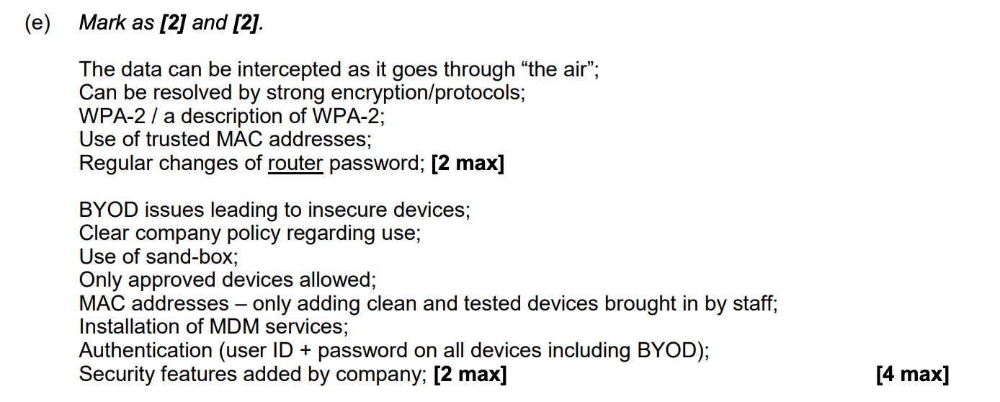 (e) Mark as [2] and [2].
The data can be intercepted as it goes through “the air”;
Can be resolved by strong encryption/protocols;
WPA-2 / a description of WPA-2;
Use of trusted MAC addresses;
Regular changes of router password; [2 max]
BYOD issues leading to insecure devices;
Clear company policy regarding use;
Use of sand-box;
Only approved devices allowed;
MAC addresses – only adding clean and tested devices brought in by staff;
Installation of MDM services;
Authentication (user ID + password on all devices including BYOD);
Security features added by company; [2 max] [4 max]